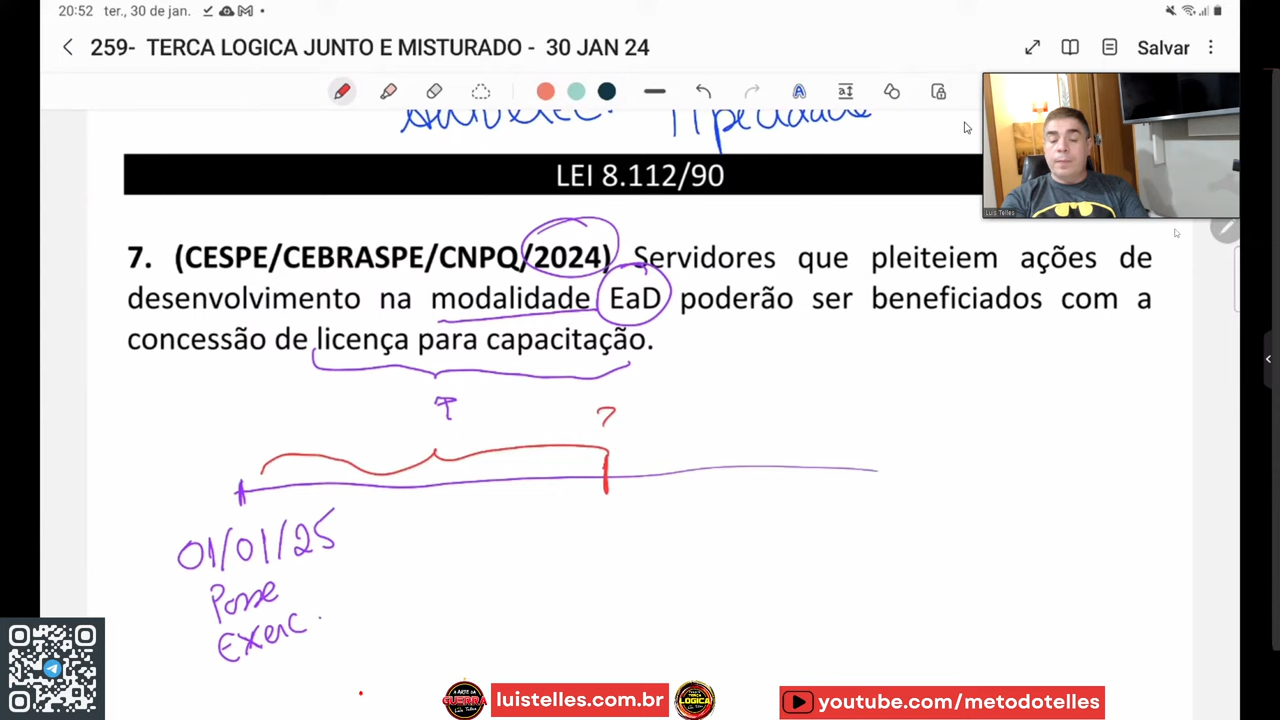 20:52 ter., 30 de jan.
259- TERCA LOGICA JUNTO E MISTURADO - 30 JAN 24
Salvar
LEI 8.112/90
Luis Telles
7. (CESPE/CEBRASPE/CNPQ/2024) Servidores que pleiteiem ações de
desenvolvimento na modalidade EaD poderão ser beneficiados com a
concessão de licença para capacitação.
?
01/01/25
Posse
Exerc
luistelles.com.br
youtube.com/metodotelles